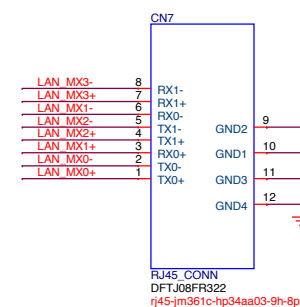 CN7
LAN_MX3- 8 RX1-
LAN_MX3+ 7 RX1+
LAN_MX1- 6 RX0-
LAN_MX2- 5 TX1- GND2 9
LAN_MX2+ 4 TX1+
LAN_MX1+ 3 RX0+ GND1 10
LAN_MX0- 2 TX0-
LAN_MX0+ 1 TX0+ GND3 11
GND4 12
RJ45_CONN
DFTJ08FR322
rj45-jm361c-hp34aa03-9h-8p